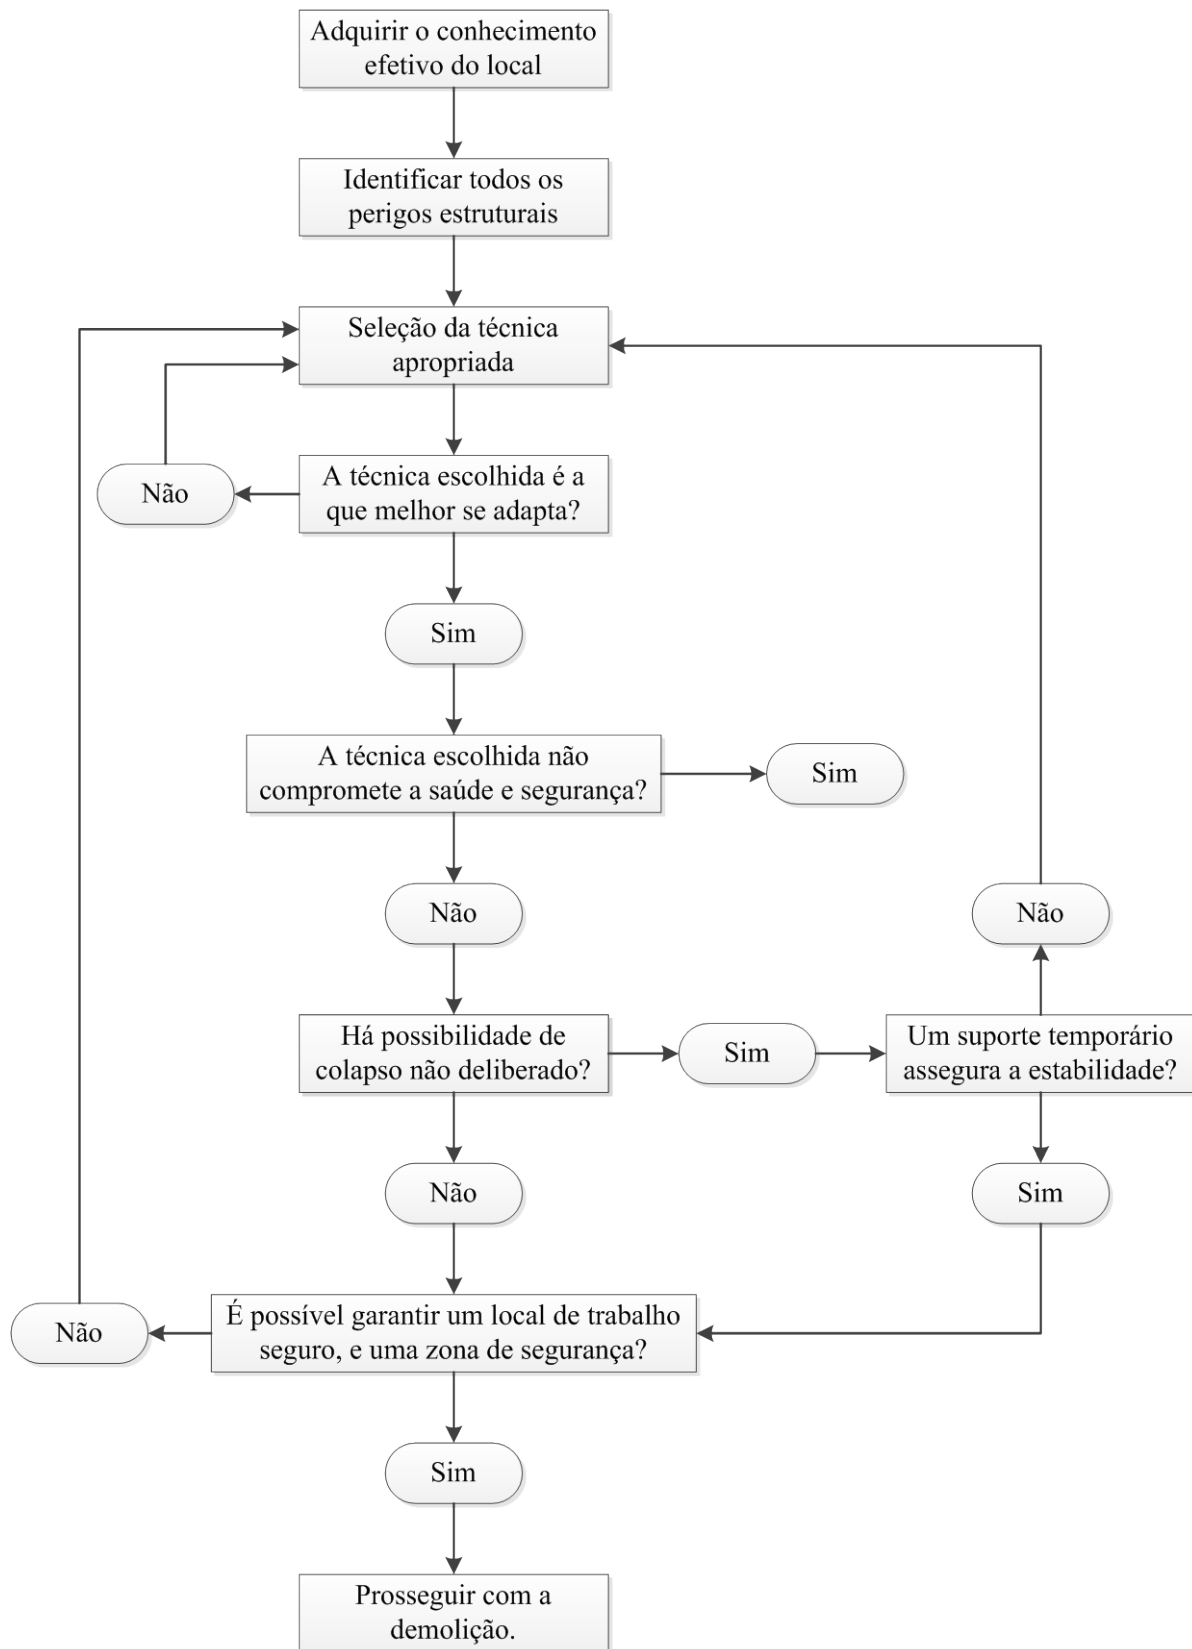 Adquirir o conhecimento
efetivo do local
Identificar todos os
perigos estruturais
Seleção da técnica
apropriada
A técnica escolhida é a
que melhor se adapta?
Não
Sim
A técnica escolhida não
compromete a saúde e segurança?
Sim
Não
Não
Há possibilidade de
colapso não deliberado?
Sim
Um suporte temporário
assegura a estabilidade?
Não
Sim
É possível garantir um local de trabalho
seguro, e uma zona de segurança?
Não
Sim
Prosseguir com a
demolição.